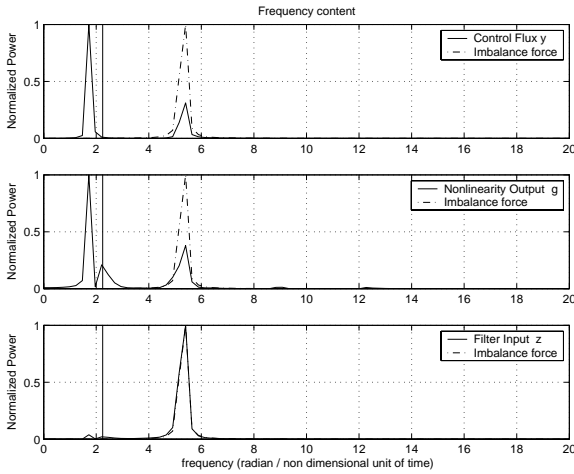 Frequency content
Normalized Power
1
0.5
0
Control Flux y
Imbalance force
0 2 4 6 8 10 12 14 16 18 20
Normalized Power
1
0.5
0
Nonlinearity Output g
Imbalance force
0 2 4 6 8 10 12 14 16 18 20
Normalized Power
1
0.5
0
Filter Input z
Imbalance force
0 2 4 6 8 10 12 14 16 18 20
frequency (radian / non dimensional unit of time)